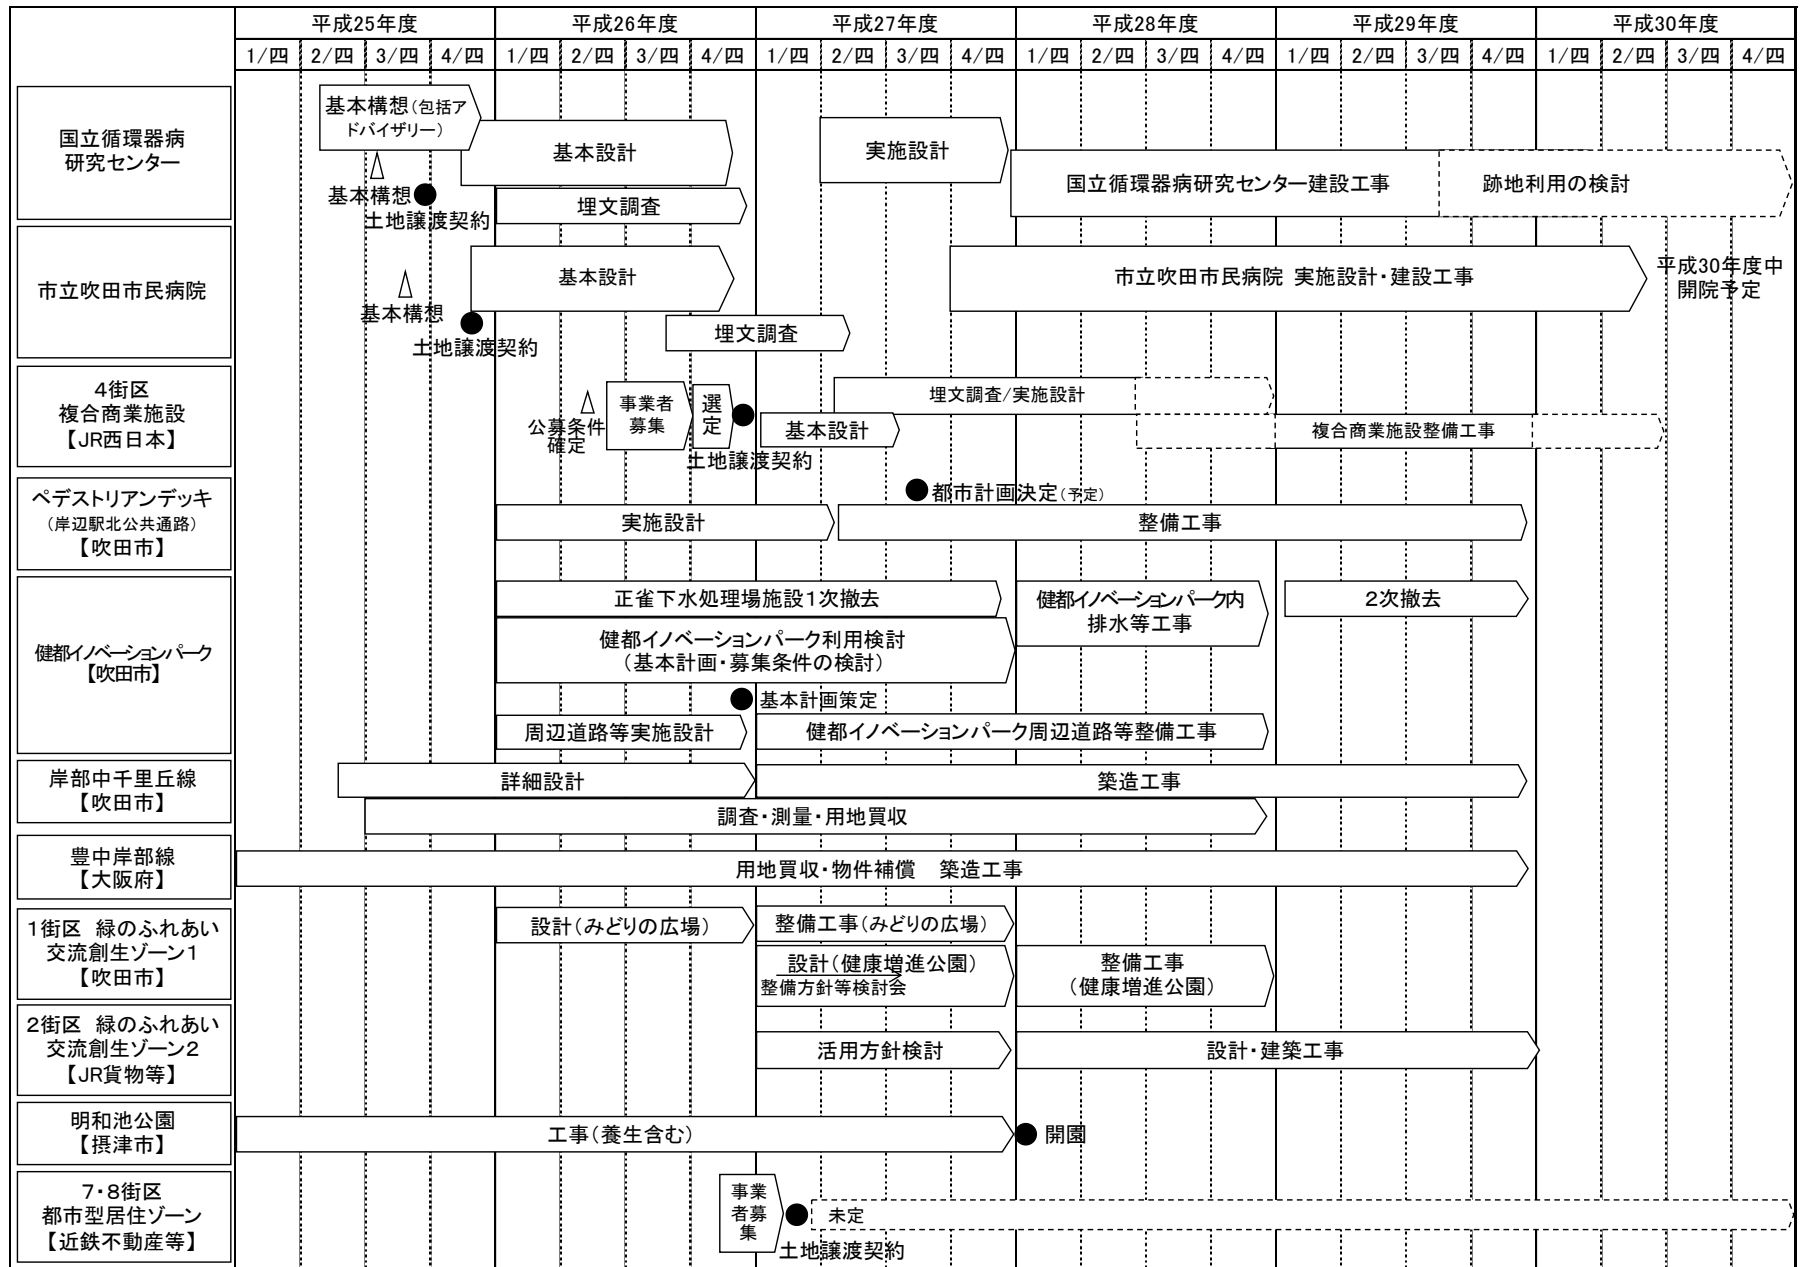 平成25年度 平成26年度 平成27年度 平成28年度 平成29年度 平成30年度
1/四 2/四 3/四 4/四 1/四 2/四 3/四 4/四 1/四 2/四 3/四 4/四 1/四 2/四 3/四 4/四 1/四 2/四 3/四 4/四 1/四 2/四 3/四 4/四
国立循環器病
研究センター
基本構想(包括ア
ドバイザリー)
基本構想
土地譲渡契約
基本設計
埋文調査
実施設計
国立循環器病研究センター建設工事
跡地利用の検討
市立吹田市民病院
基本構想
土地譲渡契約
基本設計
埋文調査
市立吹田市民病院 実施設計・建設工事
平成30年度中
開院予定
4街区
複合商業施設
【JR西日本】
公募条件
確定
事業者
募集
選
定
土地譲渡契約
基本設計
埋文調査/実施設計
複合商業施設整備工事
ペデストリアンデッキ
(岸辺駅北公共通路)
【吹田市】
都市計画決定(予定)
実施設計
整備工事
健都イノベーションパーク
【吹田市】
正雀下水処理場施設1次撤去
健都イノベーションパーク利用検討
(基本計画・募集条件の検討)
基本計画策定
周辺道路等実施設計
健都イノベーションパーク周辺道路等整備工事
健都イノベーションパーク内
排水等工事
2次撤去
岸部中千里丘線
【吹田市】
詳細設計
築造工事
調査・測量・用地買収
豊中岸部線
【大阪府】
用地買収・物件補償 築造工事
1街区 緑のふれあい
交流創生ゾーン1
【吹田市】
設計(みどりの広場)
整備工事(みどりの広場)
設計(健康増進公園)
整備方針等検討会
整備工事
(健康増進公園)
2街区 緑のふれあい
交流創生ゾーン2
【JR貨物等】
活用方針検討
設計・建築工事
明和池公園
【摂津市】
工事(養生含む)
開園
7・8街区
都市型居住ゾーン
【近鉄不動産等】
事業
者募
集
土地譲渡契約
未定